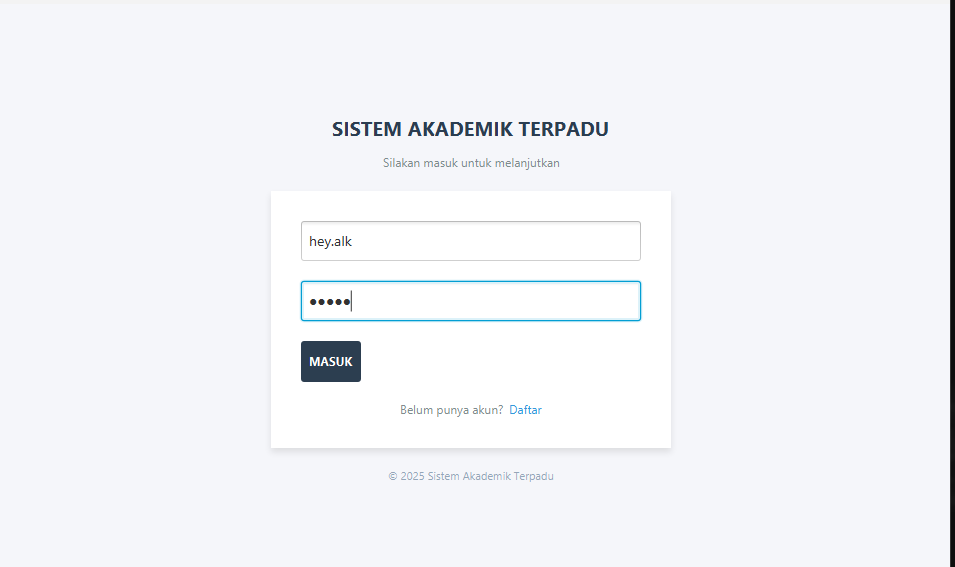 SISTEM AKADEMIK TERPADU
Silakan masuk untuk melanjutkan
hey.alk
●●●●●
MASUK
Belum punya akun? Daftar
© 2025 Sistem Akademik Terpadu